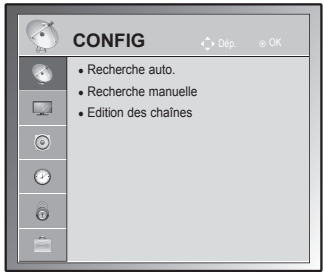 CONFIG Dép. OK
• Recherche auto.
• Recherche manuelle
• Edition des chaînes